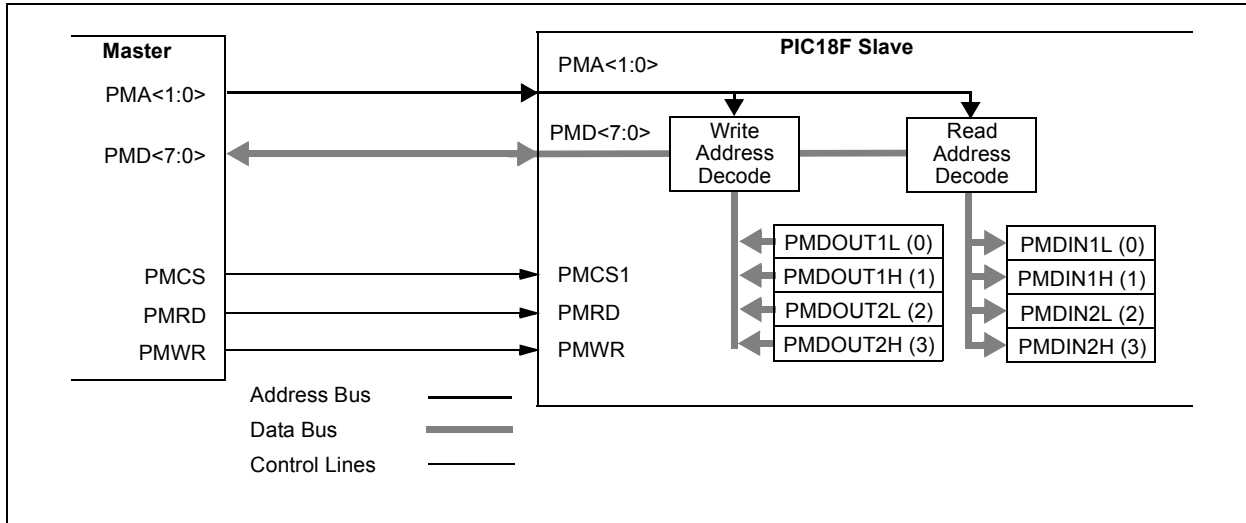 Master
PIC18F Slave
PMA<1:0>
PMA<1:0>
PMD<7:0>
PMD<7:0>
Write
Address
Decode
Read
Address
Decode
PMDOUT1L (0)
PMDOUT1H (1)
PMDOUT2L (2)
PMDOUT2H (3)
PMDIN1L (0)
PMDIN1H (1)
PMDIN2L (2)
PMDIN2H (3)
PMCS
PMCS1
PMRD
PMRD
PMWR
PMWR
Address Bus
Data Bus
Control Lines